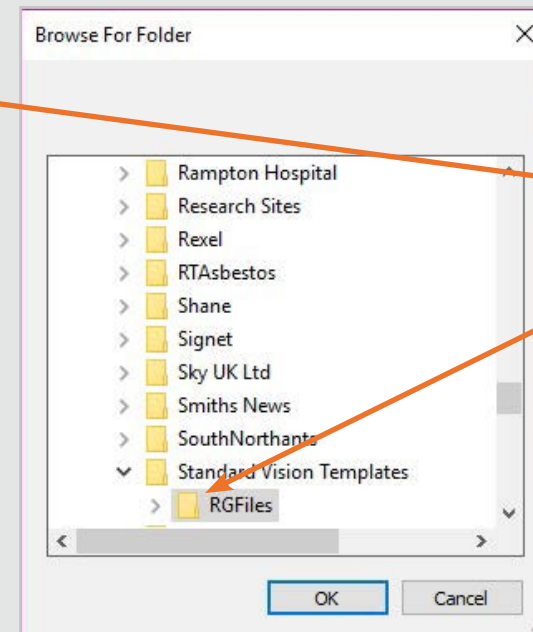 Browse For Folder
Rampton Hospital
Research Sites
Rexel
RTAsbestos
Shane
Signet
Sky UK Ltd
Smiths News
SouthNorthants
Standard Vision Templates
RGFiles
OK Cancel